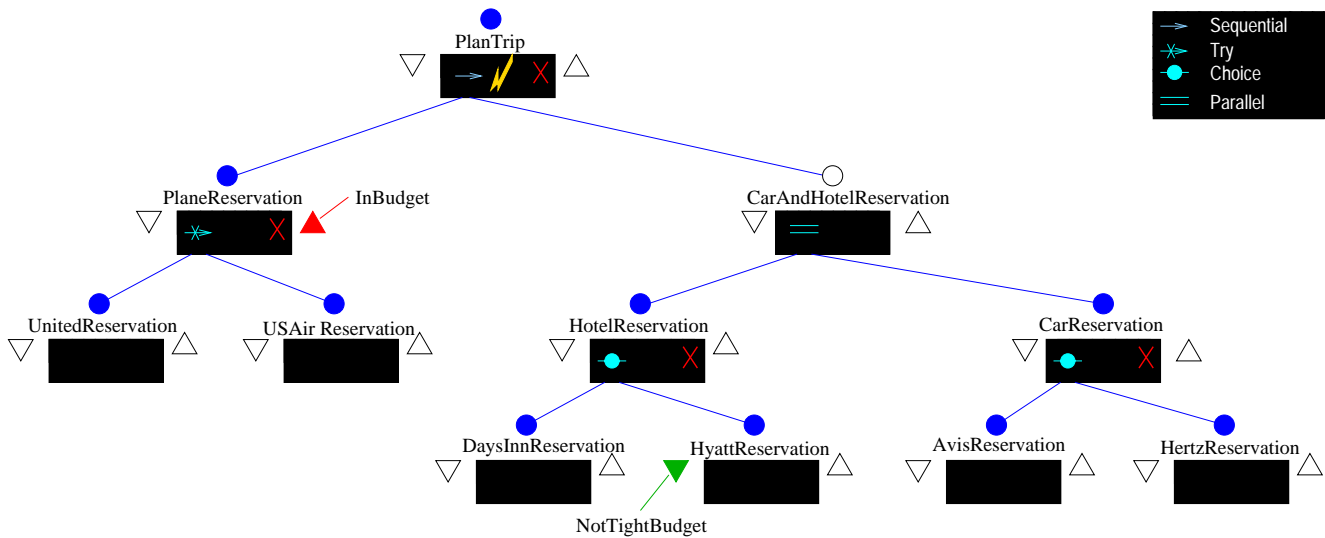 PlanTrip
Sequential
Try
Choice
Parallel
PlaneReservation
InBudget
CarAndHotelReservation
UnitedReservation
USAir Reservation
HotelReservation
CarReservation
DaysInnReservation
HyattReservation
AvisReservation
HertzReservation
NotTightBudget